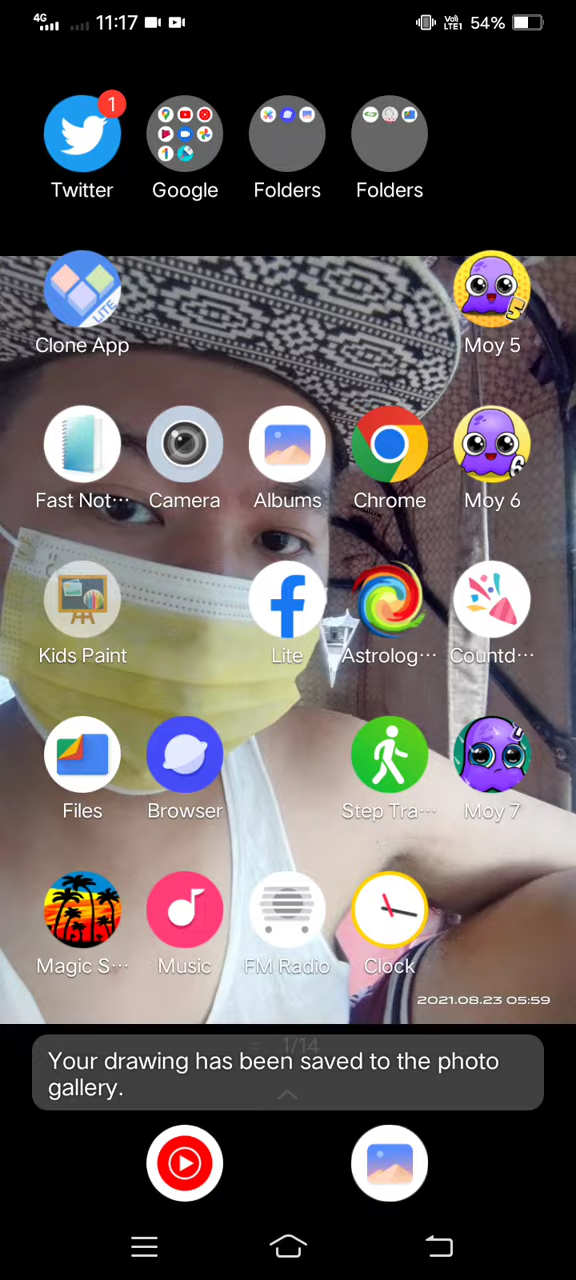 4G 11:17 VoLTE1 54%
1
Twitter Google Folders Folders
LITE
Clone App Moy 5
Fast Not··· Camera Albums Chrome Moy 6
Kids Paint Lite Astrolog··· Countd···
Files Browser Step Tra··· Moy 7
Magic S··· Music FM Radio Clock
2021.08.23 05:59
1/14
Your drawing has been saved to the photo
gallery.